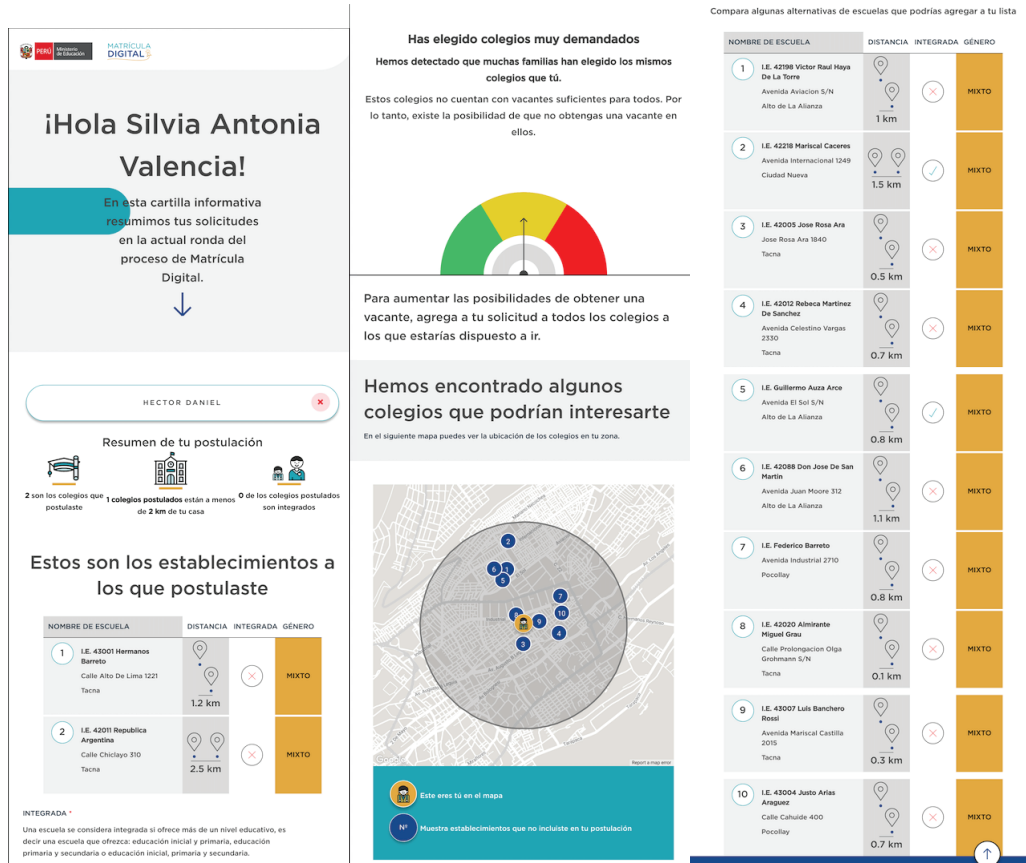 PERÚ
Ministerio
de Educación
MATRÍCULA
DIGITAL
¡Hola Silvia Antonia
Valencia!
En esta cartilla informativa
resumimos tus solicitudes
en la actual ronda del
proceso de Matrícula
Digital.
HECTOR DANIEL
Resumen de tu postulación
2 son los colegios que
postulaste
1 colegios postulados están a menos
de 2 km de tu casa
0 de los colegios postulados
son integrados
Estos son los establecimientos a
los que postulaste
NOMBRE DE ESCUELA DISTANCIA INTEGRADA GÉNERO
1 I.E. 43001 Hermanos
Barreto
Calle Alto De Lima 1221
Tacna
1.2 km
MIXTO
2 I.E. 42011 Republica
Argentina
Calle Chiclayo 310
Tacna
2.5 km
MIXTO
INTEGRADA *
Una escuela se considera integrada si ofrece más de un nivel educativo, es
decir una escuela que ofrezca: educación inicial y primaria, educación
primaria y secundaria o educación inicial, primaria y secundaria.
Has elegido colegios muy demandados
Hemos detectado que muchas familias han elegido los mismos
colegios que tú.
Estos colegios no cuentan con vacantes suficientes para todos. Por
lo tanto, existe la posibilidad de que no obtengas una vacante en
ellos.
Para aumentar las posibilidades de obtener una
vacante, agrega a tu solicitud a todos los colegios a
los que estarías dispuesto a ir.
Hemos encontrado algunos
colegios que podrían interesarte
En el siguiente mapa puedes ver la ubicación de los colegios en tu zona.
2
6 1
5
7
8 10
9
4
3
Google
Report a map error
Este eres tú en el mapa
N° Muestra establecimientos que no incluiste en tu postulación
Compara algunas alternativas de escuelas que podrías agregar a tu lista
NOMBRE DE ESCUELA DISTANCIA INTEGRADA GÉNERO
1 I.E. 42198 Victor Raul Haya
De La Torre
Avenida Aviacion S/N
Alto de La Alianza
1 km
MIXTO
2 I.E. 42218 Mariscal Caceres
Avenida Internacional 1249
Ciudad Nueva
1.5 km
MIXTO
3 I.E. 42005 Jose Rosa Ara
Jose Rosa Ara 1840
Tacna
0.5 km
MIXTO
4 I.E. 42012 Rebeca Martinez
De Sanchez
Avenida Celestino Vargas
2330
Tacna
0.7 km
MIXTO
5 I.E. Guillermo Auza Arce
Avenida El Sol S/N
Alto de La Alianza
0.8 km
MIXTO
6 I.E. 42088 Don Jose De San
Martin
Avenida Juan Moore 312
Alto de La Alianza
1.1 km
MIXTO
7 I.E. Federico Barreto
Avenida Industrial 2710
Pocollay
0.8 km
MIXTO
8 I.E. 42020 Almirante
Miguel Grau
Calle Prolongacion Olga
Grohmann S/N
Tacna
0.1 km
MIXTO
9 I.E. 43007 Luis Banchero
Rossi
Avenida Mariscal Castilla
2015
Tacna
0.3 km
MIXTO
10 I.E. 43004 Justo Arias
Araguez
Calle Cahuide 400
Pocollay
0.7 km
MIXTO